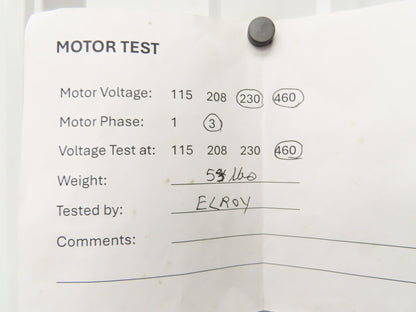 MOTOR TEST
Motor Voltage: 115 208 230 460
Motor Phase: 1 3
Voltage Test at: 115 208 230 460
Weight: lbs
Tested by: ELROY
Comments: